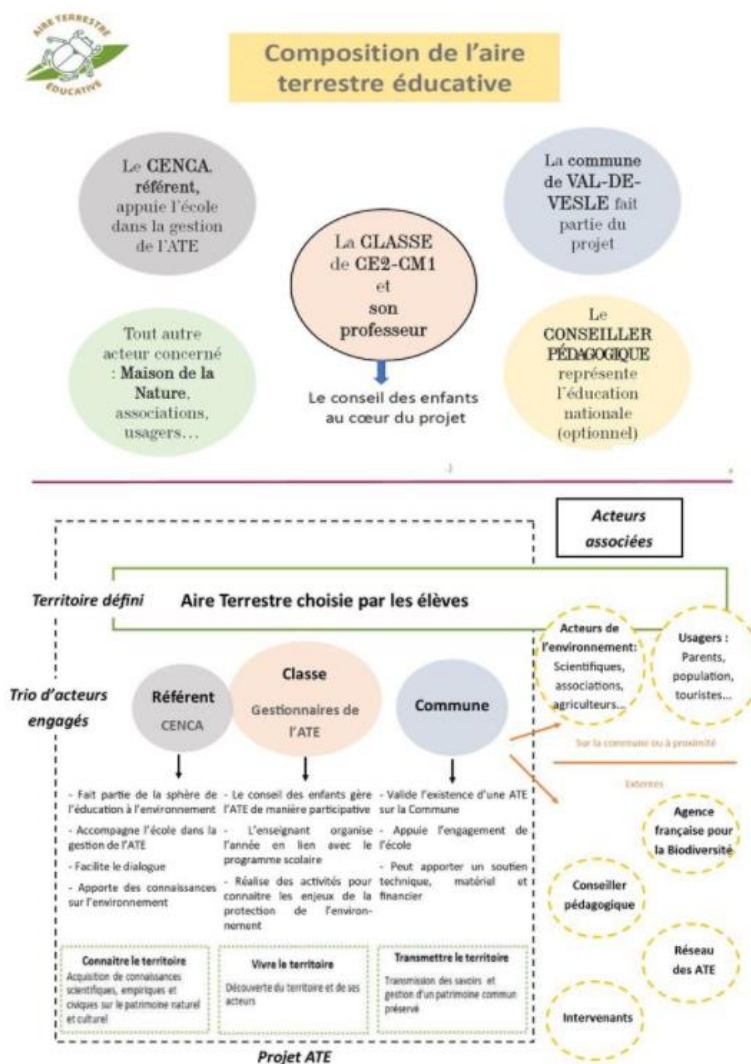 AIRE TERRESTRE
ÉDUCATIVE
Composition de l'aire
terrestre éducative
Le CENCA,
référent,
appuie l'école
dans la gestion
de l'ATE
La commune
de VAL-DE-
VESLE fait
partie du
projet
La CLASSE
de CE2-CM1
et
son
professeur
Tout autre
acteur concerné
: Maison de la
Nature,
associations,
usagers…
Le
CONSEILLER
PÉDAGOGIQUE
représente
l'éducation
nationale
(optionnel)
Le conseil des enfants
au cœur du projet
Acteurs
associées
Territoire défini
Aire Terrestre choisie par les élèves
Acteurs de
l'environnement:
Scientifiques,
associations,
agriculteurs…
Usagers :
Parents,
population,
touristes…
Trio d'acteurs
engagés
Référent
CENCA
Classe
Gestionnaires de
l'ATE
Commune
Sur la commune ou à proximité
Externes
- Fait partie de la sphère de
l'éducation à l'environnement
- Accompagne l'école dans la
gestion de l'ATE
- Facilite le dialogue
- Apporte des connaissances
sur l'environnement
- Le conseil des enfants gère
l'ATE de manière participative
- L'enseignant organise
l'année en lien avec le
programme scolaire
- Réalise des activités pour
connaitre les enjeux de la
protection de l'environ-
nement
- Valide l'existence d'une ATE
sur la Commune
- Appuie l'engagement de
l'école
- Peut apporter un soutien
technique, matériel et
financier
Agence
française pour
la Biodiversité
Conseiller
pédagogique
Réseau
des ATE
Intervenants
Connaitre le territoire
Acquisition de connaissances
scientifiques, empiriques et
civiques sur le patrimoine naturel
et culturel
Vivre le territoire
Découverte du territoire et de ses
acteurs
Transmettre le territoire
Transmission des savoirs et
gestion d'un patrimoine commun
préservé
Projet ATE